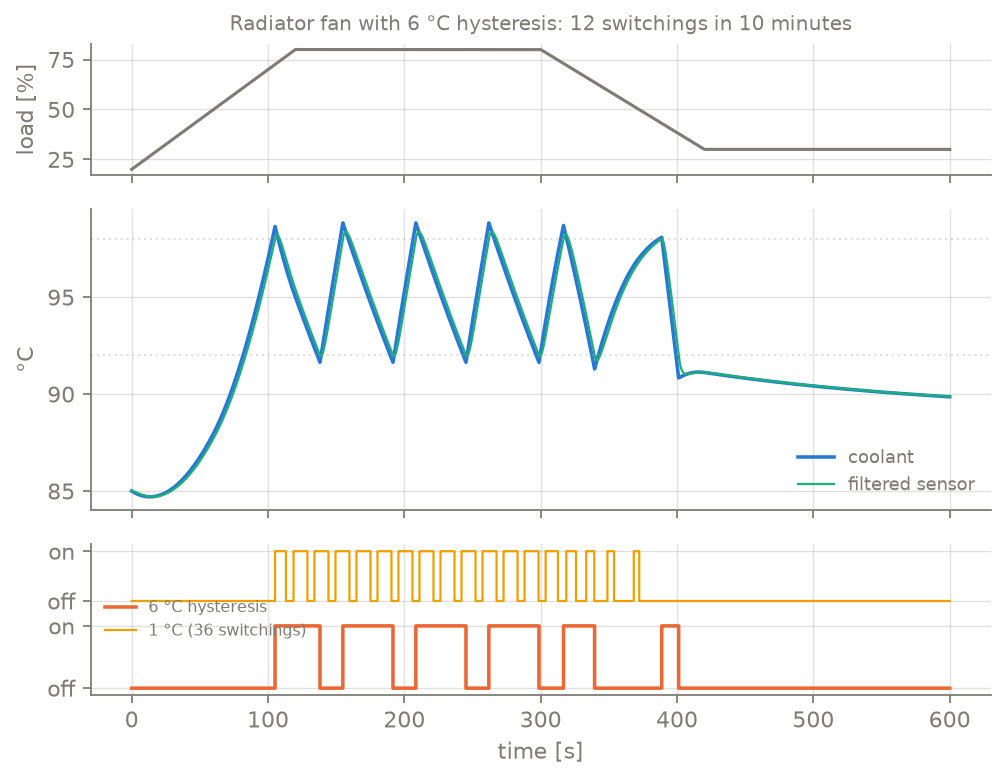 Radiator fan with 6 °C hysteresis: 12 switchings in 10 minutes
load [%]
75
50
25
°C
95
90
85
coolant
filtered sensor
on
off
6 °C hysteresis
on
1 °C (36 switchings)
off
0 100 200 300 400 500 600
time [s]